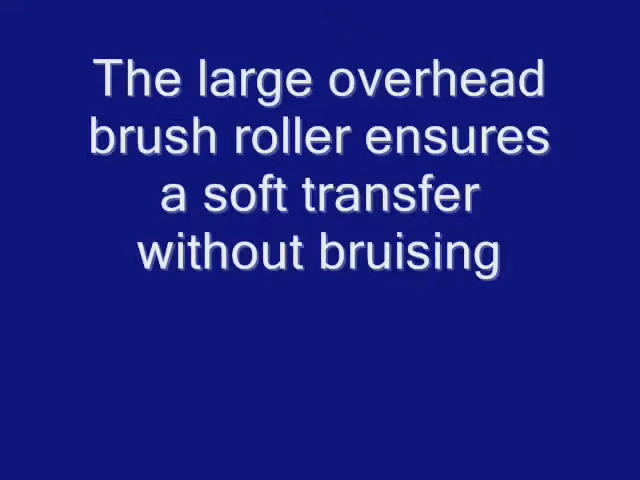 The large overhead
brush roller ensures
a soft transfer
without bruising